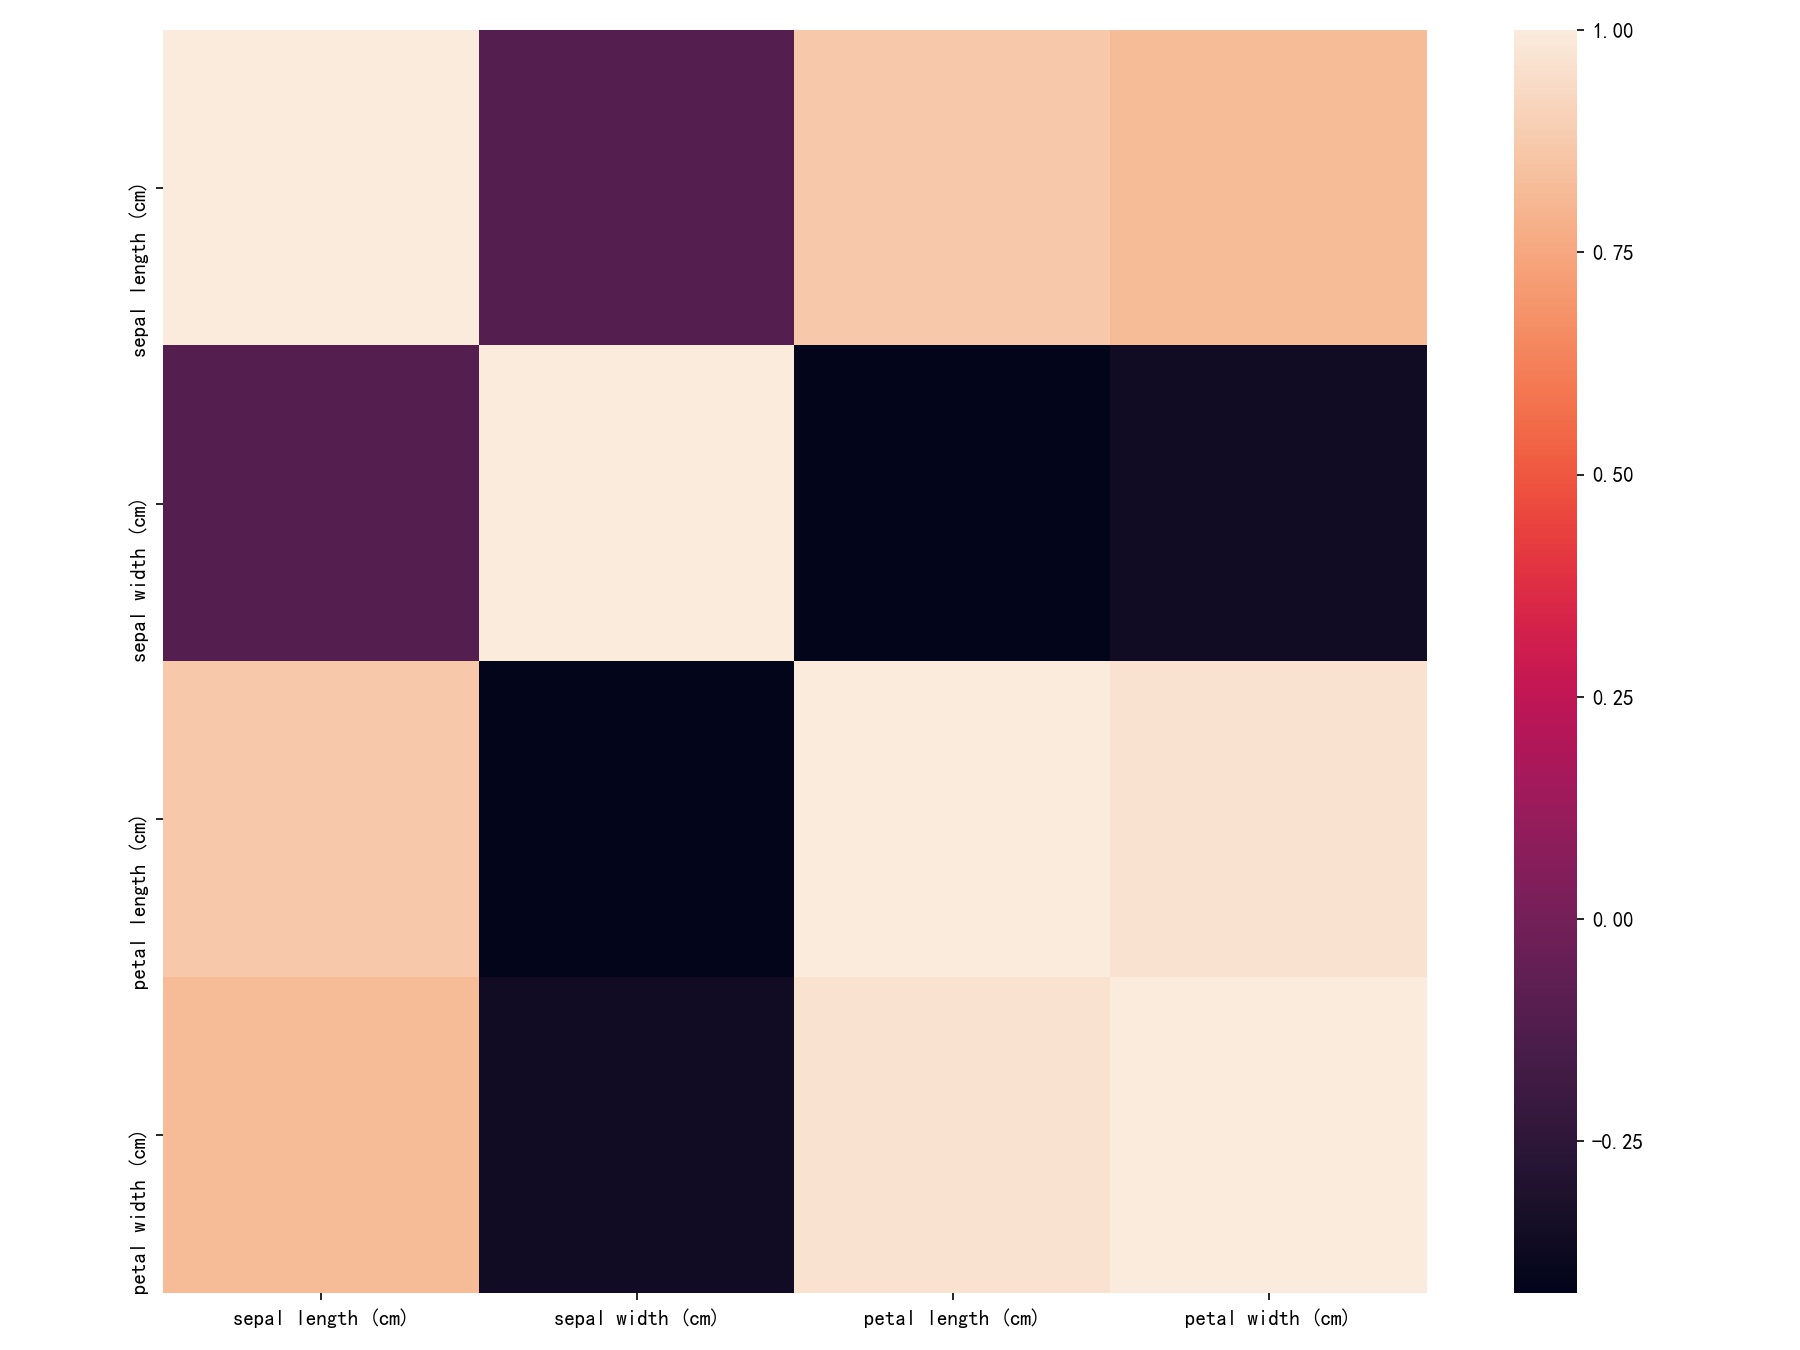 sepal length (cm)
sepal width (cm)
petal length (cm)
petal width (cm)
sepal length (cm)
sepal width (cm)
petal length (cm)
petal width (cm)
1.00
0.75
0.50
0.25
0.00
−0.25